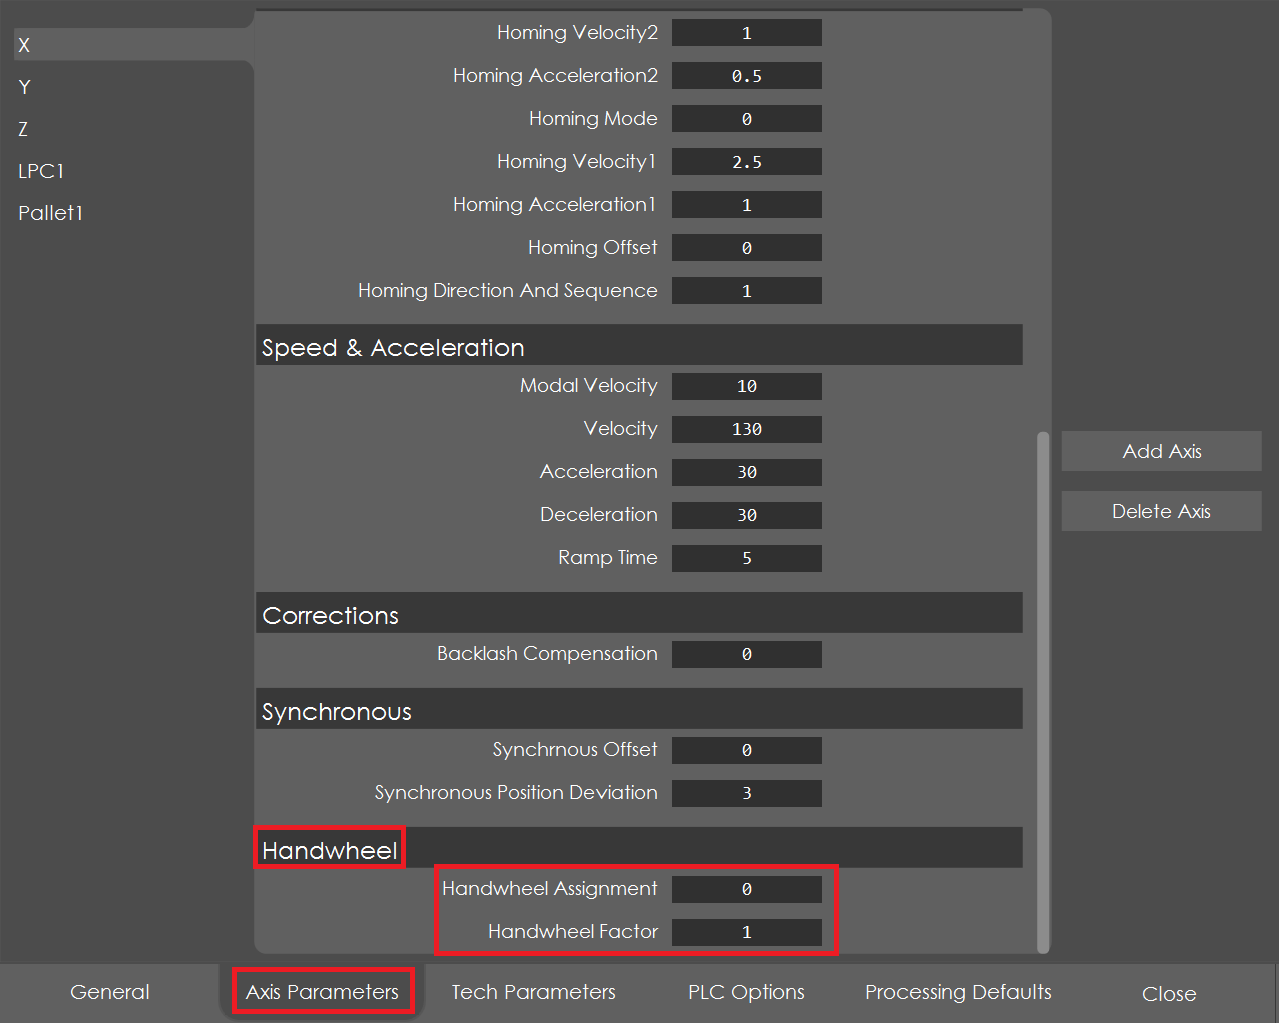 X
Y
Z
LPC1
Pallet1
Homing Velocity2 1
Homing Acceleration2 0.5
Homing Mode 0
Homing Velocity1 2.5
Homing Acceleration1 1
Homing Offset 0
Homing Direction And Sequence 1
Speed & Acceleration
Modal Velocity 10
Velocity 130
Acceleration 30
Deceleration 30
Ramp Time 5
Corrections
Backlash Compensation 0
Synchronous
Synchrnous Offset 0
Synchronous Position Deviation 3
Handwheel
Handwheel Assignment 0
Handwheel Factor 1
Add Axis
Delete Axis
General Axis Parameters Tech Parameters PLC Options Processing Defaults Close